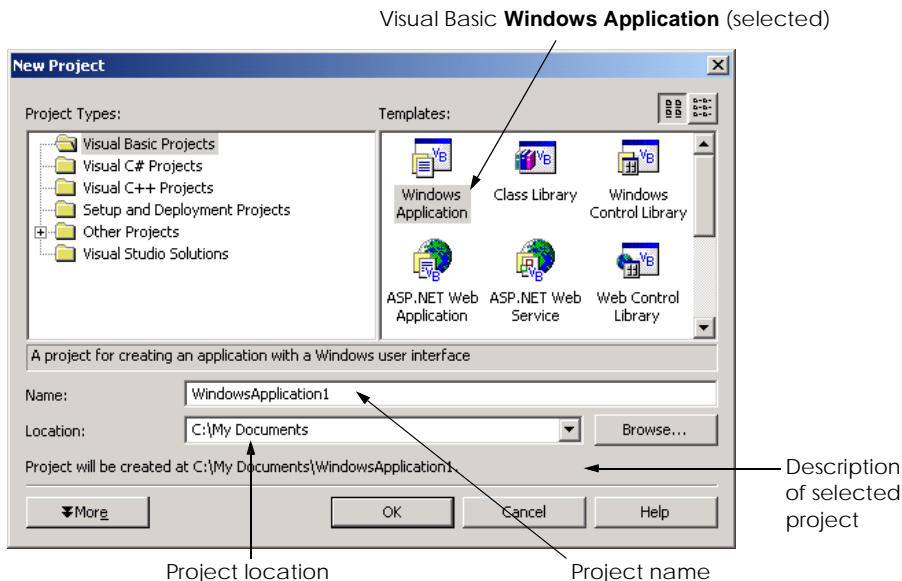 Visual Basic Windows Application (selected)
New Project
Project Types:
Templates:
Visual Basic Projects
Visual C# Projects
Visual C++ Projects
Setup and Deployment Projects
Other Projects
Visual Studio Solutions
Windows
Application
Class Library
Windows
Control Library
ASP.NET Web
Application
ASP.NET Web
Service
Web Control
Library
A project for creating an application with a Windows user interface
Name:
WindowsApplication1
Location:
C:\My Documents
Browse...
Project will be created at C:\My Documents\WindowsApplication1.
Description
of selected
project
More
OK
Cancel
Help
Project location
Project name